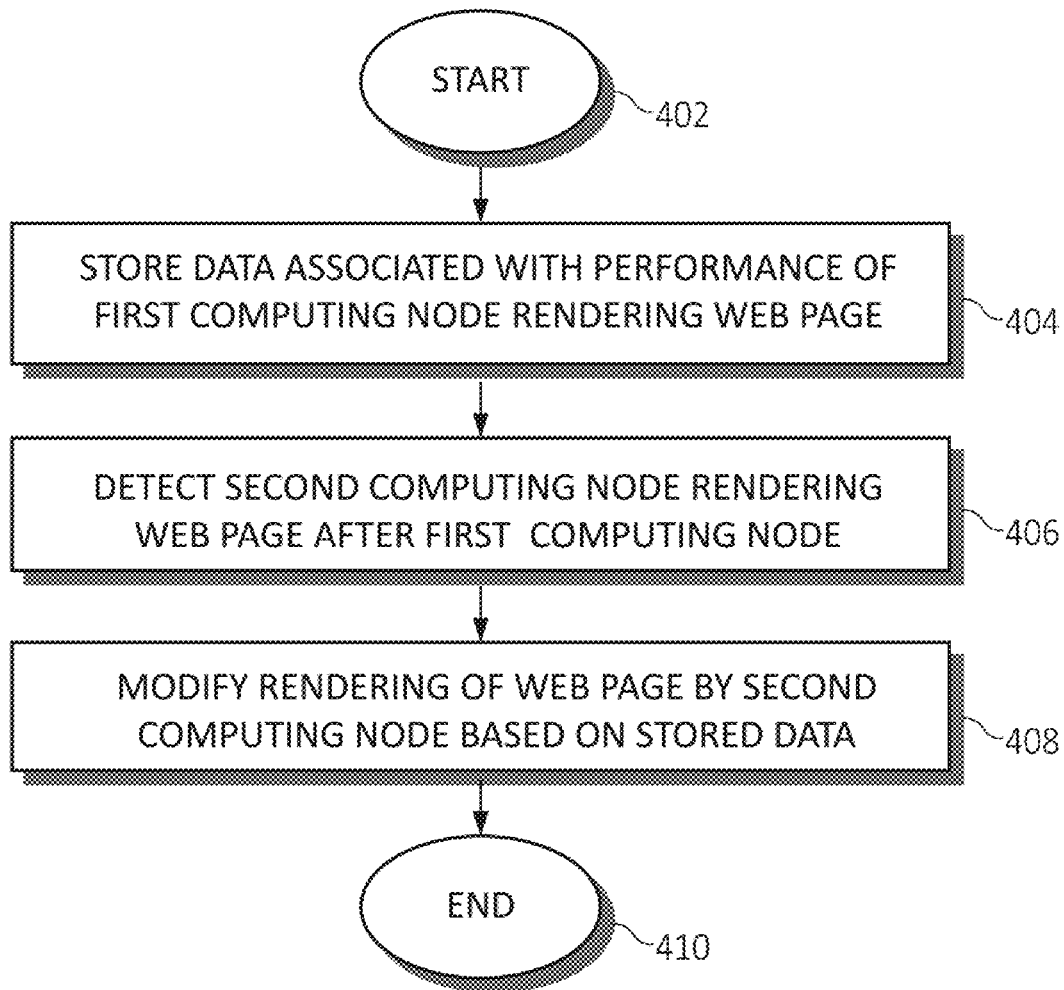 START
402
STORE DATA ASSOCIATED WITH PERFORMANCE OF
FIRST COMPUTING NODE RENDERING WEB PAGE
404
DETECT SECOND COMPUTING NODE RENDERING
WEB PAGE AFTER FIRST COMPUTING NODE
406
MODIFY RENDERING OF WEB PAGE BY SECOND
COMPUTING NODE BASED ON STORED DATA
408
END
410